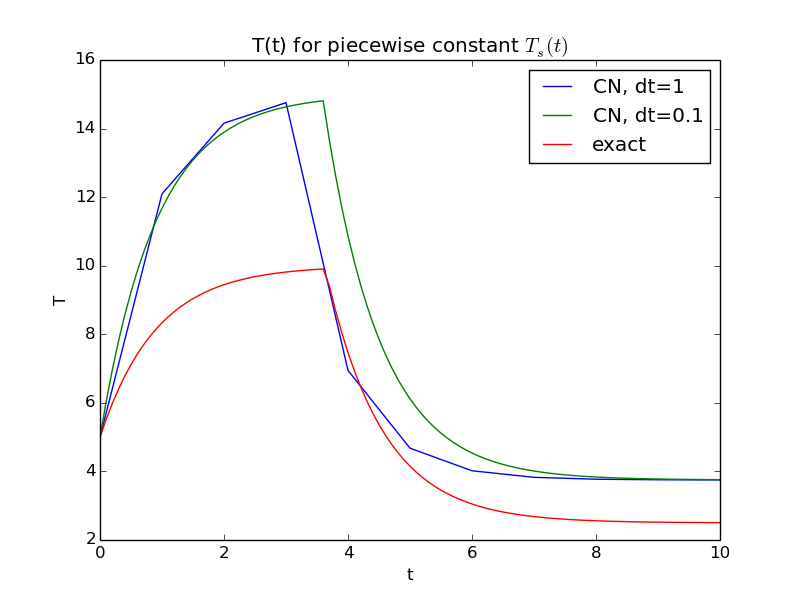 T(t) for piecewise constant $T_s(t)$
16
14
12
10
8
6
4
2
T
CN, dt=1
CN, dt=0.1
exact
0 2 4 6 8 10
t